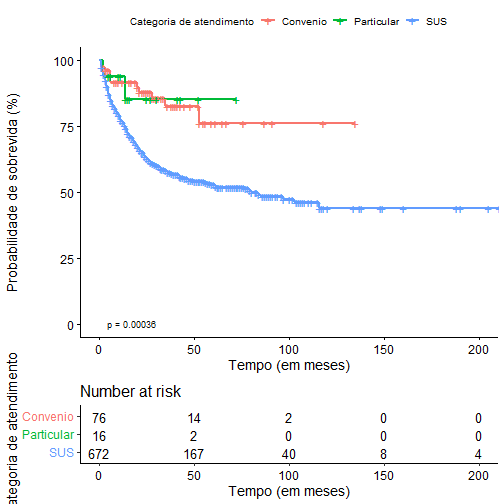 Categoria de atendimento Convenio Particular SUS
Probabilidade de sobrevida (%)
100
75
50
25
0
p = 0.00036
0 50 100 150 200
Tempo (em meses)
Number at risk
ategoria de atendimento
Convenio 76 14 2 0 0
Particular 16 2 0 0 0
SUS 672 167 40 8 4
0 50 100 150 200
Tempo (em meses)